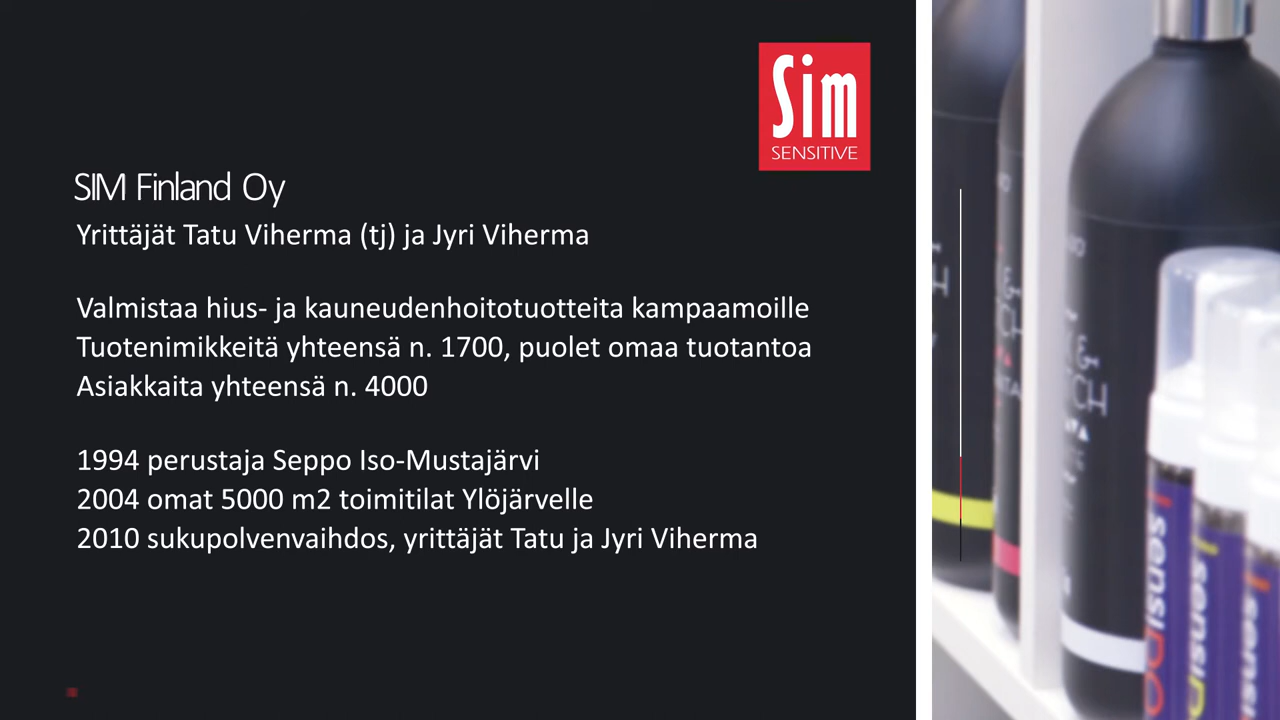 Sim
SENSITIVE
SIM Finland Oy
Yrittäjät Tatu Viherma (tj) ja Jyri Viherma
Valmistaa hius- ja kauneudenhoitotuotteita kampaamoille
Tuotenimikkeitä yhteensä n. 1700, puolet omaa tuotantoa
Asiakkaita yhteensä n. 4000
1994 perustaja Seppo Iso-Mustajärvi
2004 omat 5000 m2 toimitilat Ylöjärvelle
2010 sukupolvenvaihdos, yrittäjät Tatu ja Jyri Viherma